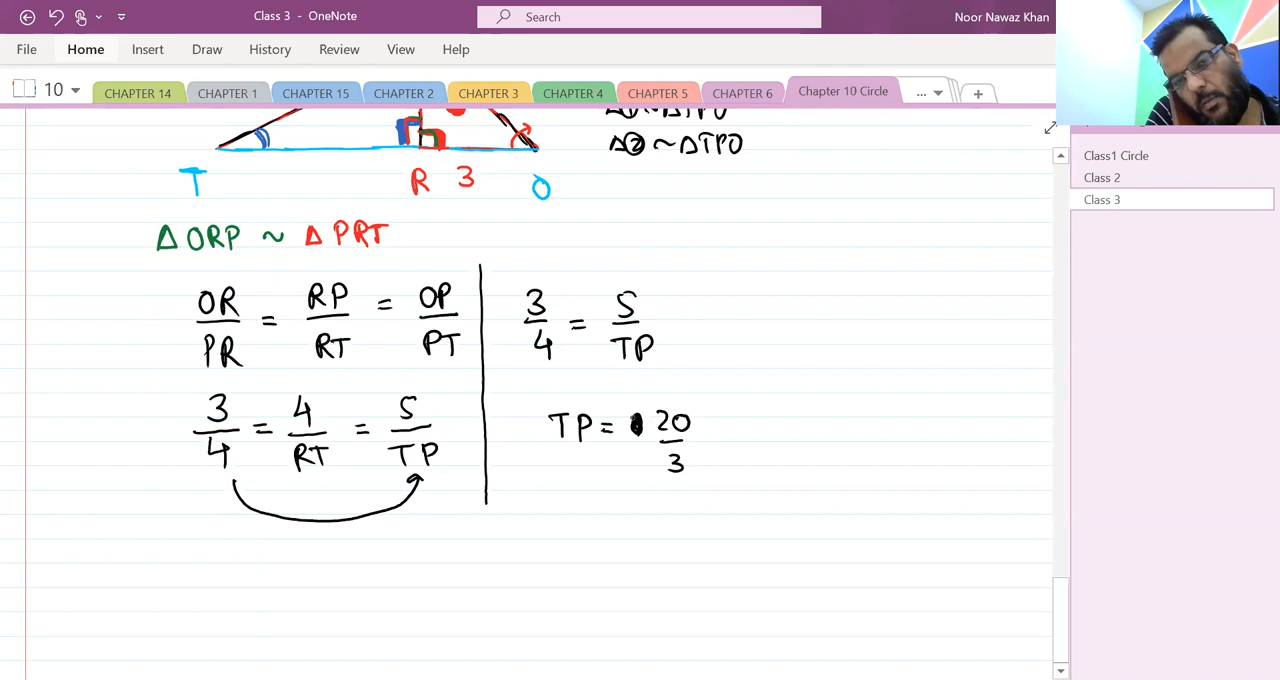 Class 3 - OneNote
Search
Noor Nawaz Khan
File Home Insert Draw History Review View Help
10
CHAPTER 14 CHAPTER 1 CHAPTER 15 CHAPTER 2 CHAPTER 3 CHAPTER 4 CHAPTER 5 CHAPTER 6 Chapter 10 Circle ... +
Class1 Circle
Class 2
Class 3
Δ② ~ ΔTPO
T R 3 O
Δ ORP ~ Δ PRT
OR/PR = RP/RT = OP/PT
3/4 = 4/RT = 5/TP
3/4 = 5/TP
TP = 20/3